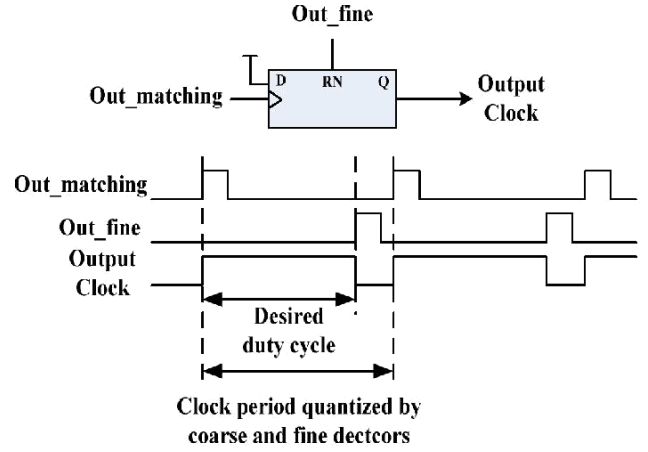 Out_fine
D RN Q
Out_matching
Output
Clock
Out_matching
Out_fine
Output
Clock
Desired
duty cycle
Clock period quantized by
coarse and fine dectcors